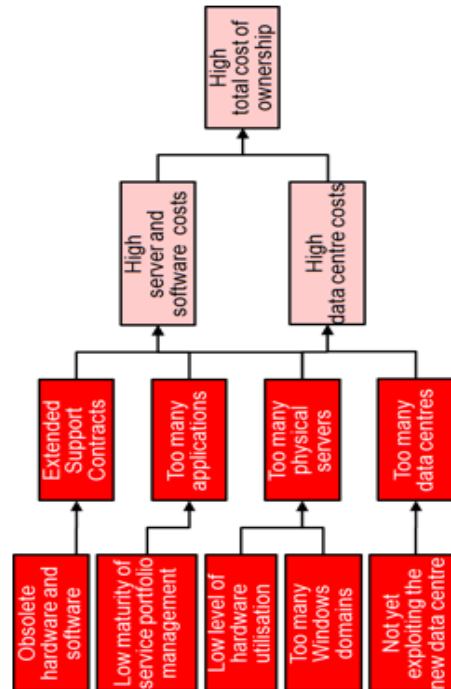 Obsolete
hardware and
software
Low maturity of
service portfolio
management
Low level of
hardware
utilisation
Too many
Windows
domains
Not yet
exploiting the
new data centre
Extended
Support
Contracts
Too many
applications
Too many
physical
servers
Too many
data centres
High
server and
software costs
High
data centre costs
High
total cost of
ownership